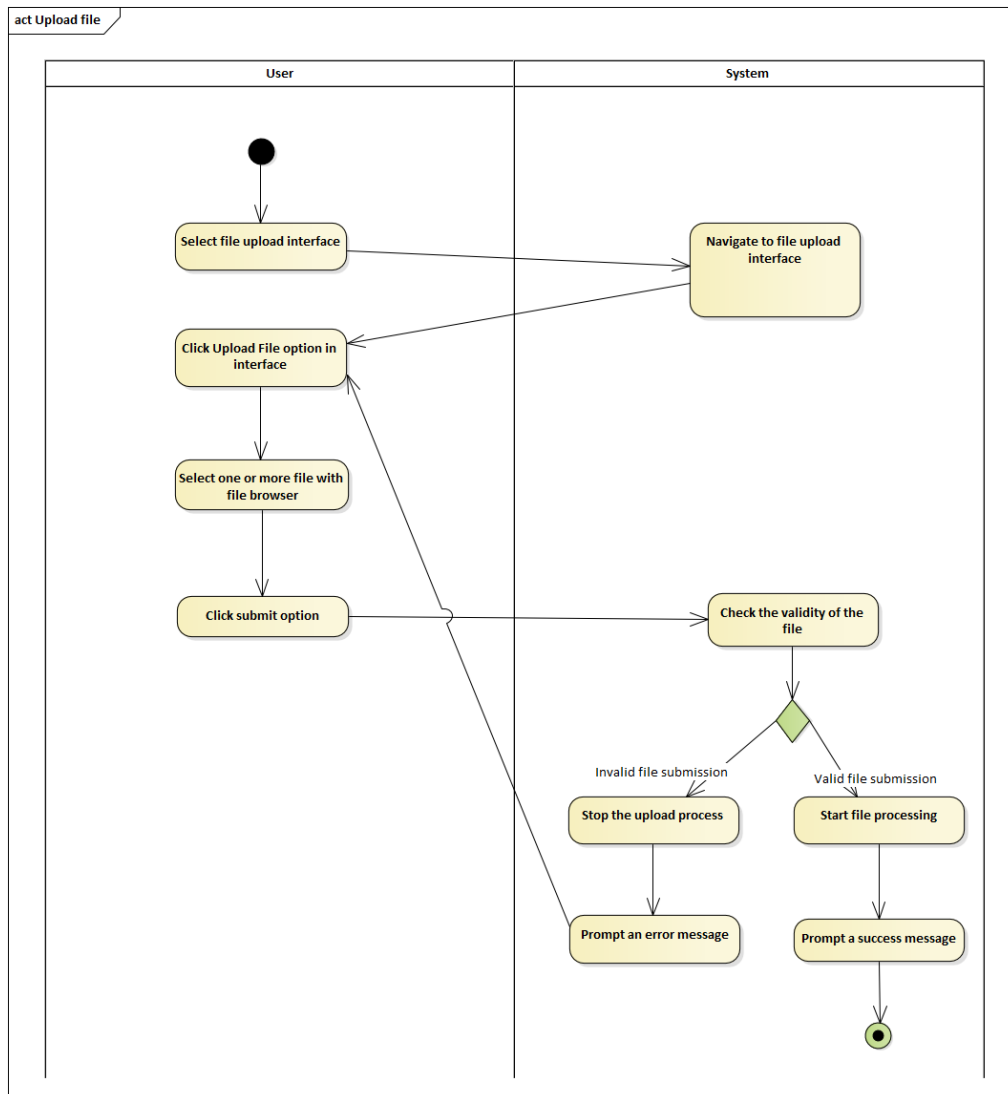 act Upload file
User
System
Select file upload interface
Navigate to file upload
interface
Click Upload File option in
interface
Select one or more file with
file browser
Click submit option
Check the validity of the
file
Invalid file submission
Valid file submission
Stop the upload process
Start file processing
Prompt an error message
Prompt a success message